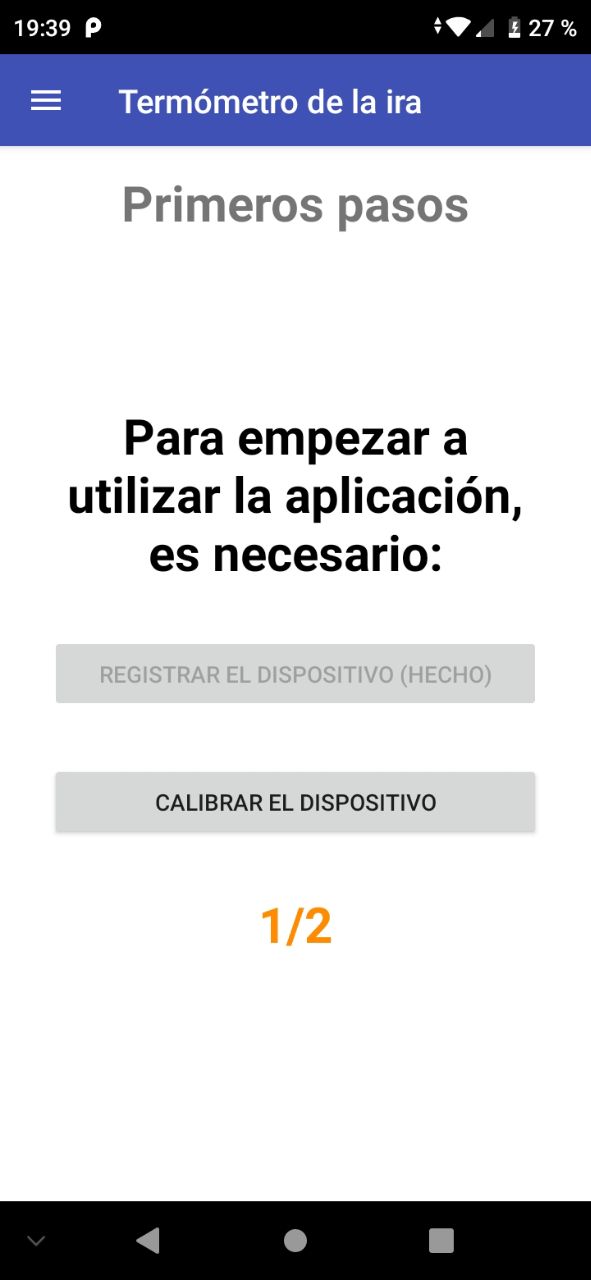 19:39
27 %
Termómetro de la ira
Primeros pasos
Para empezar a
utilizar la aplicación,
es necesario:
REGISTRAR EL DISPOSITIVO (HECHO)
CALIBRAR EL DISPOSITIVO
1/2